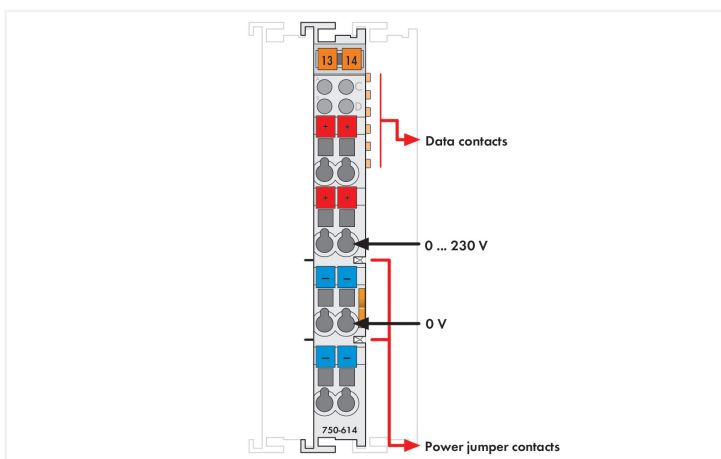 13 14
C
D
+ +
Data contacts
+ +
0 ... 230 V
– –
0 V
– –
750-614
Power jumper contacts